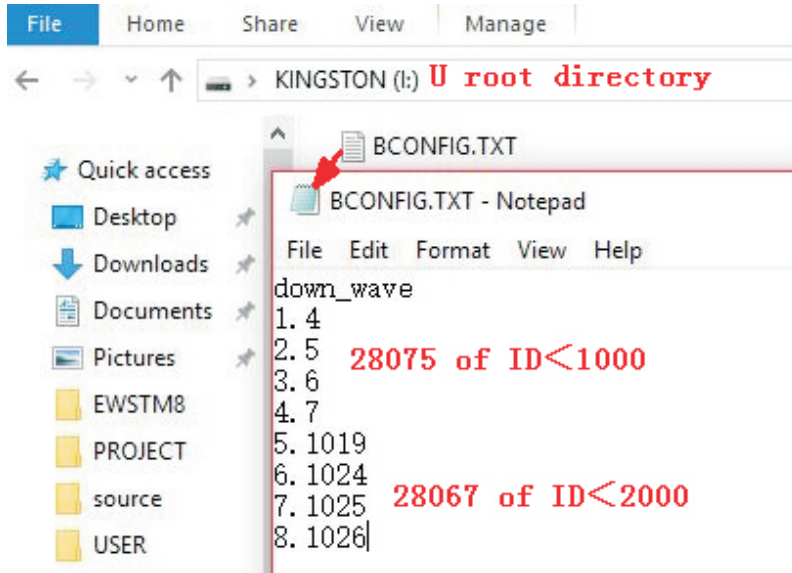 File Home Share View Manage
KINGSTON (I:) U root directory
BCONFIG.TXT
Quick access
Desktop
Downloads
Documents
Pictures
EWSTM8
PROJECT
source
USER
BCONFIG.TXT - Notepad
File Edit Format View Help
down_wave
1.4
2.5
3.6
4.7
28075 of ID<1000
5.1019
6.1024
7.1025
8.1026
28067 of ID<2000